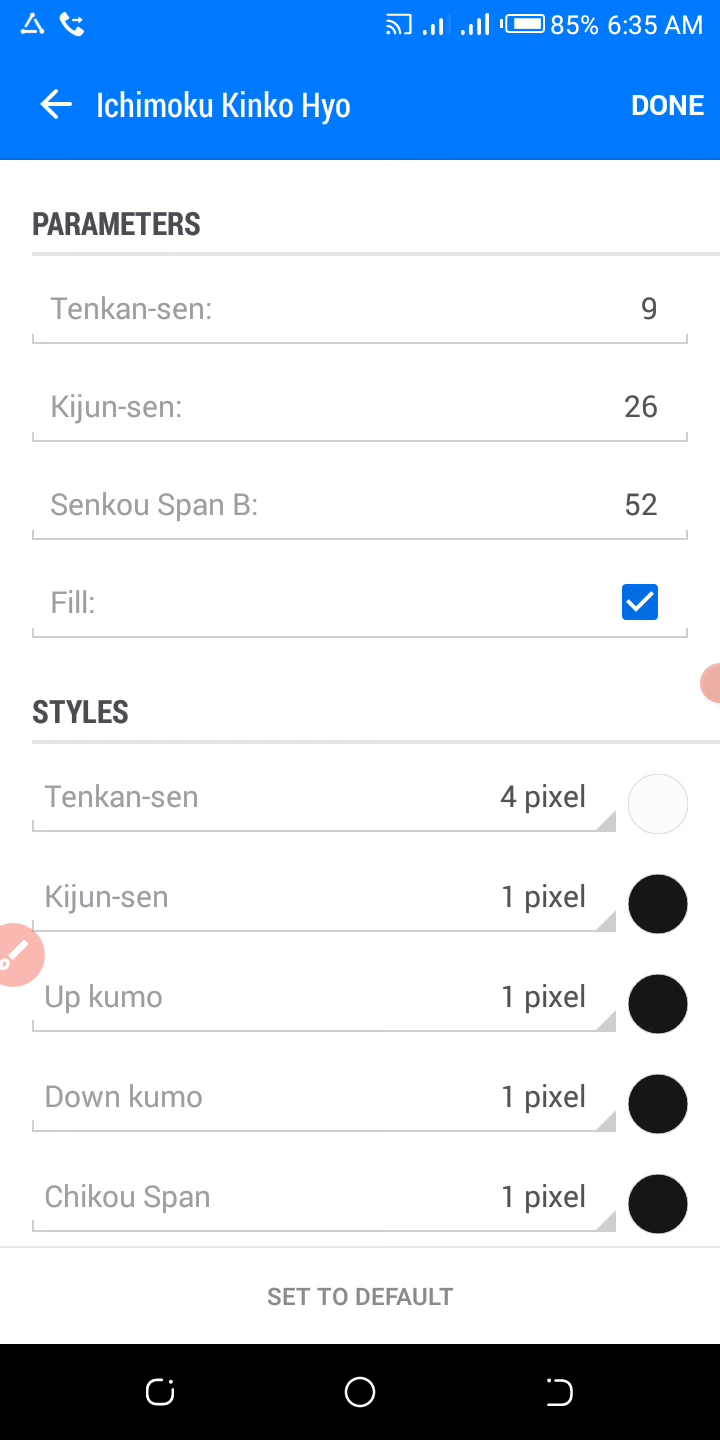 85% 6:35 AM
Ichimoku Kinko Hyo DONE
PARAMETERS
Tenkan-sen: 9
Kijun-sen: 26
Senkou Span B: 52
Fill:
STYLES
Tenkan-sen 4 pixel
Kijun-sen 1 pixel
Up kumo 1 pixel
Down kumo 1 pixel
Chikou Span 1 pixel
SET TO DEFAULT